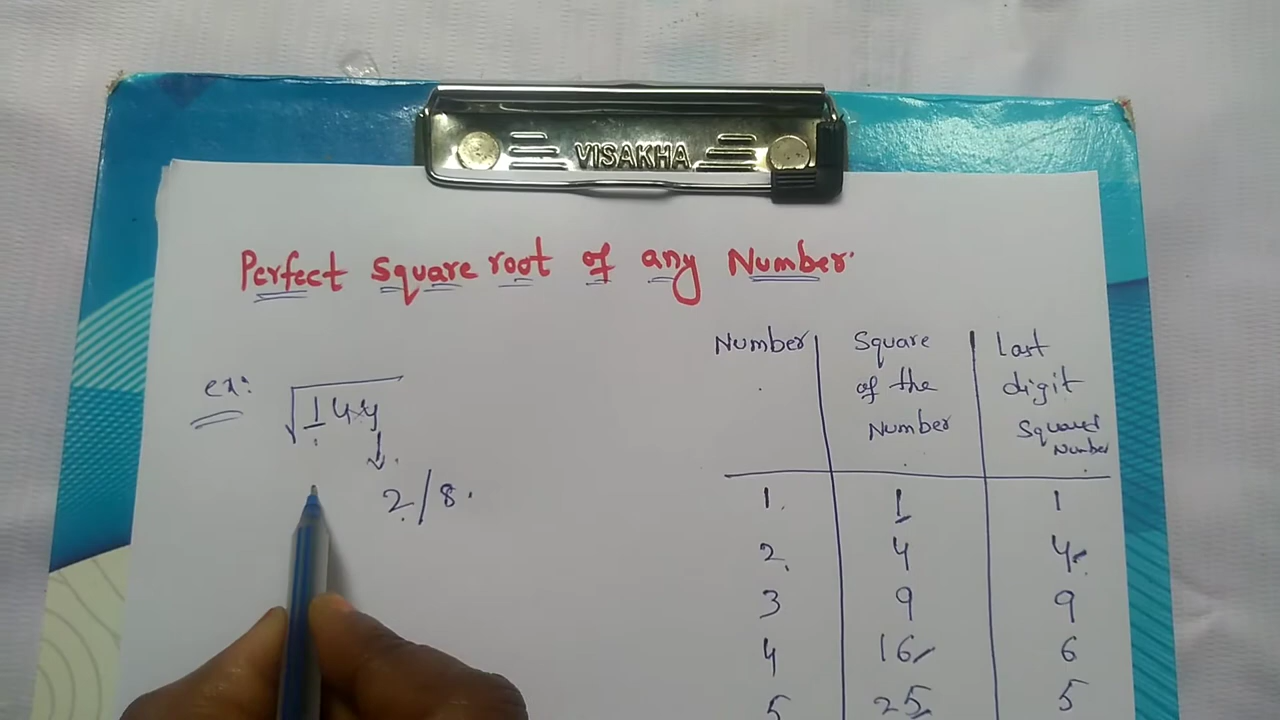 VISAKHA
Perfect square root of any Number.
ex: √144
2/8.
Number | Square of the Number | Last digit Square Number
1. | 1 | 1
2. | 4 | 4
3 | 9 | 9
4 | 16 | 6
5 | 25 | 5